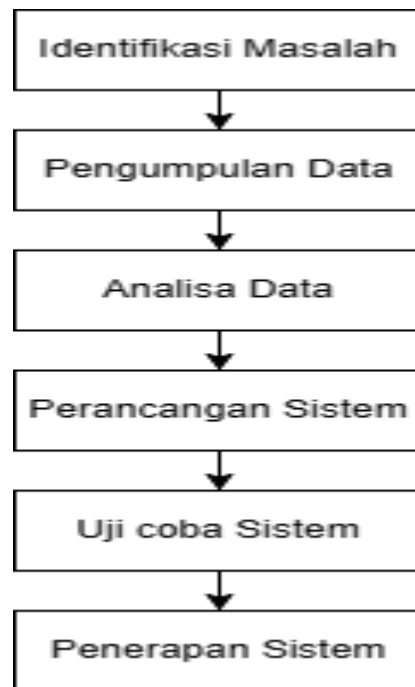 Identifikasi Masalah
Pengumpulan Data
Analisa Data
Perancangan Sistem
Uji coba Sistem
Penerapan Sistem